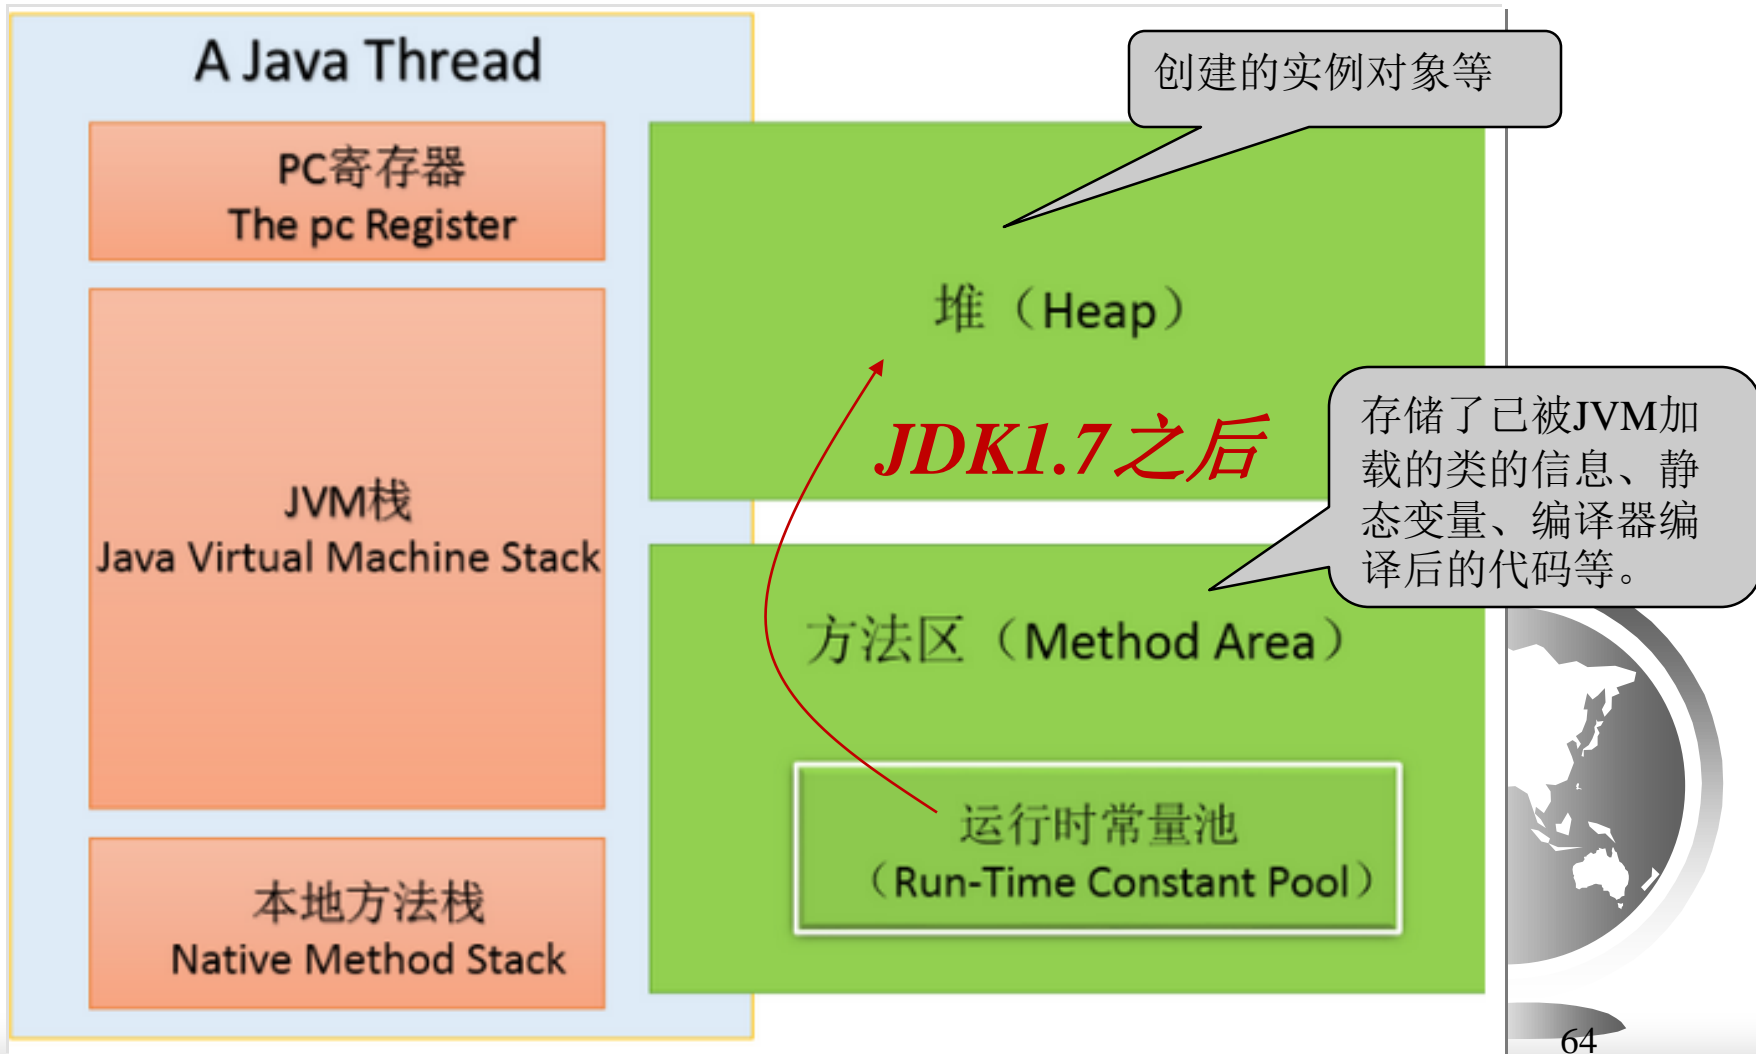 A Java Thread
PC寄存器
The pc Register
JVM栈
Java Virtual Machine Stack
本地方法栈
Native Method Stack
创建的实例对象等
堆（Heap）
JDK1.7之后
存储了已被JVM加
载的类的信息、静
态变量、编译器编
译后的代码等。
方法区（Method Area）
运行时常量池
（Run-Time Constant Pool）
64